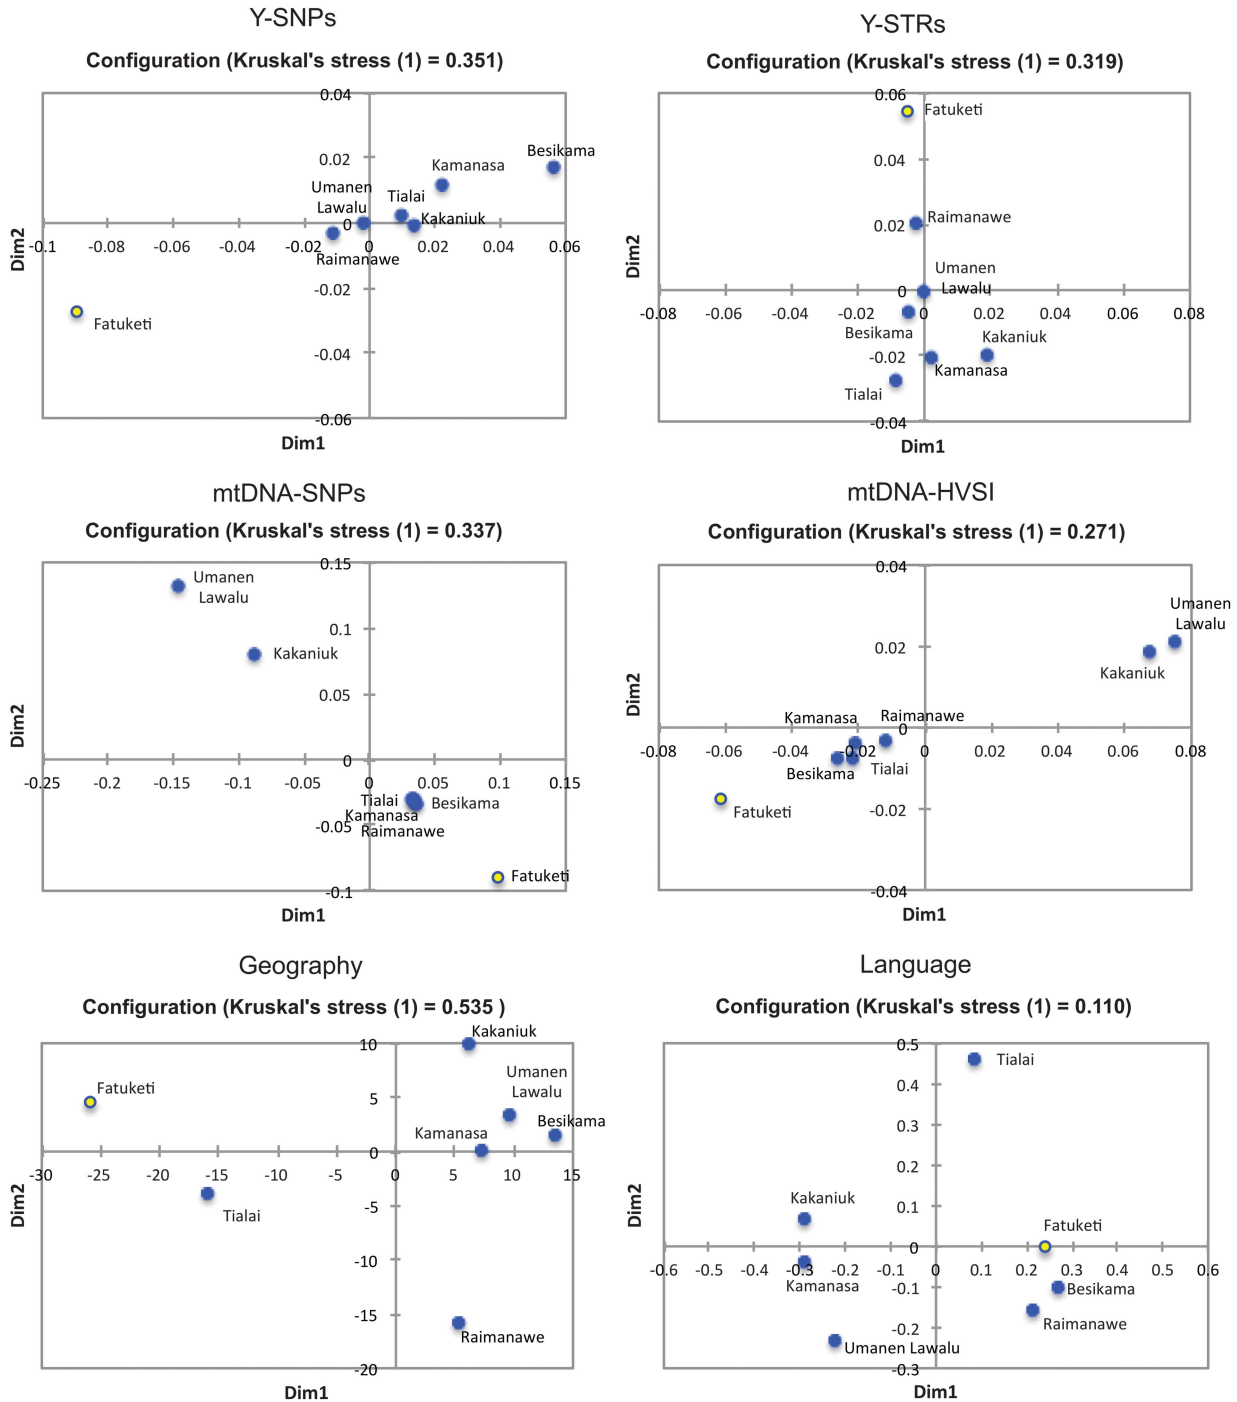 Y-SNPs
Configuration (Kruskal's stress (1) = 0.351)
0.04
0.02
0
-0.02
-0.04
-0.06
-0.1
-0.08
-0.06
-0.04
-0.02
0
0.02
0.04
0.06
Besikama
Kamanasa
Umanen
Lawalu
Tialai
Kakaniuk
Raimanawe
Fatuketi
Dim2
Dim1
Y-STRs
Configuration (Kruskal's stress (1) = 0.319)
0.06
0.04
0.02
0
-0.02
-0.04
-0.08
-0.06
-0.04
-0.02
0
0.02
0.04
0.06
0.08
Fatuketi
Raimanawe
Umanen
Lawalu
Besikama
Kakaniuk
Kamanasa
Tialai
Dim2
Dim1
mtDNA-SNPs
Configuration (Kruskal's stress (1) = 0.337)
0.15
0.1
0.05
0
-0.05
-0.1
-0.25
-0.2
-0.15
-0.1
-0.05
0
0.05
0.1
0.15
Umanen
Lawalu
Kakaniuk
Tialai
Besikama
Kamanasa
Raimanawe
Fatuketi
Dim2
Dim1
mtDNA-HVSI
Configuration (Kruskal's stress (1) = 0.271)
0.04
0.02
0
-0.02
-0.04
-0.08
-0.06
-0.04
-0.02
0
0.02
0.04
0.06
0.08
Umanen
Lawalu
Kakaniuk
Kamanasa
Raimanawe
Besikama
Tialai
Fatuketi
Dim2
Dim1
Geography
Configuration (Kruskal's stress (1) = 0.535 )
10
5
0
-5
-10
-15
-20
-30
-25
-20
-15
-10
-5
0
5
10
15
Kakaniuk
Umanen
Lawalu
Fatuketi
Besikama
Kamanasa
Tialai
Raimanawe
Dim2
Dim1
Language
Configuration (Kruskal's stress (1) = 0.110)
0.5
0.4
0.3
0.2
0.1
0
-0.1
-0.2
-0.3
-0.6
-0.5
-0.4
-0.3
-0.2
-0.1
0
0.1
0.2
0.3
0.4
0.5
0.6
Tialai
Kakaniuk
Fatuketi
Kamanasa
Besikama
Raimanawe
Umanen Lawalu
Dim2
Dim1